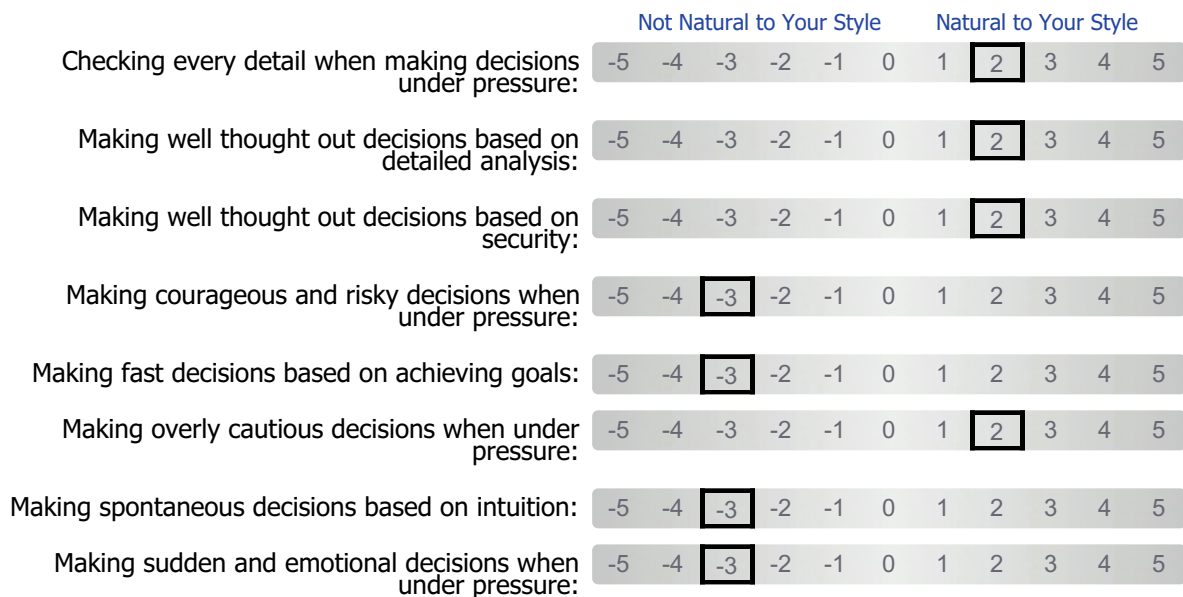 Not Natural to Your Style Natural to Your Style
Checking every detail when making decisions
under pressure:
-5 -4 -3 -2 -1 0 1 2 3 4 5
Making well thought out decisions based on
detailed analysis:
-5 -4 -3 -2 -1 0 1 2 3 4 5
Making well thought out decisions based on
security:
-5 -4 -3 -2 -1 0 1 2 3 4 5
Making courageous and risky decisions when
under pressure:
-5 -4 -3 -2 -1 0 1 2 3 4 5
Making fast decisions based on achieving goals:
-5 -4 -3 -2 -1 0 1 2 3 4 5
Making overly cautious decisions when under
pressure:
-5 -4 -3 -2 -1 0 1 2 3 4 5
Making spontaneous decisions based on intuition:
-5 -4 -3 -2 -1 0 1 2 3 4 5
Making sudden and emotional decisions when
under pressure:
-5 -4 -3 -2 -1 0 1 2 3 4 5